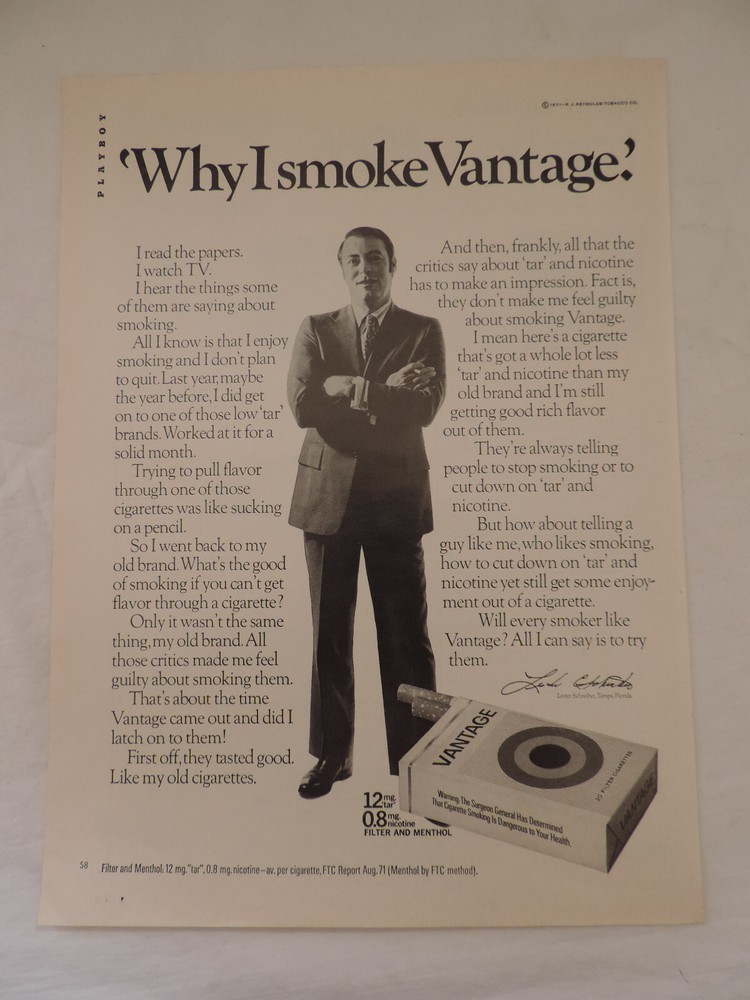 © 1971—R. J. REYNOLDS TOBACCO CO.
PLAYBOY
'Why I smoke Vantage.'
I read the papers.
I watch TV.
I hear the things some
of them are saying about
smoking.
All I know is that I enjoy
smoking and I don't plan
to quit. Last year, maybe
the year before, I did get
on to one of those low 'tar'
brands. Worked at it for a
solid month.
Trying to pull flavor
through one of those
cigarettes was like sucking
on a pencil.
So I went back to my
old brand. What's the good
of smoking if you can't get
flavor through a cigarette?
Only it wasn't the same
thing, my old brand. All
those critics made me feel
guilty about smoking them.
That's about the time
Vantage came out and did I
latch on to them!
First off, they tasted good.
Like my old cigarettes.
And then, frankly, all that the
critics say about 'tar' and nicotine
has to make an impression. Fact is,
they don't make me feel guilty
about smoking Vantage.
I mean here's a cigarette
that's got a whole lot less
'tar' and nicotine than my
old brand and I'm still
getting good rich flavor
out of them.
They're always telling
people to stop smoking or to
cut down on 'tar' and
nicotine.
But how about telling a
guy like me, who likes smoking,
how to cut down on 'tar' and
nicotine yet still get some enjoy-
ment out of a cigarette.
Will every smoker like
Vantage? All I can say is to try
them.
Tampa, Florida
VANTAGE
FILTER CIGARETTES
VANTAGE
Warning: The Surgeon General Has Determined
That Cigarette Smoking Is Dangerous to Your Health.
12 mg. 'tar'
0.8 mg. nicotine
FILTER AND MENTHOL
58
Filter and Menthol: 12 mg. "tar", 0.8 mg. nicotine—av. per cigarette, FTC Report Aug. 71 (Menthol by FTC method).